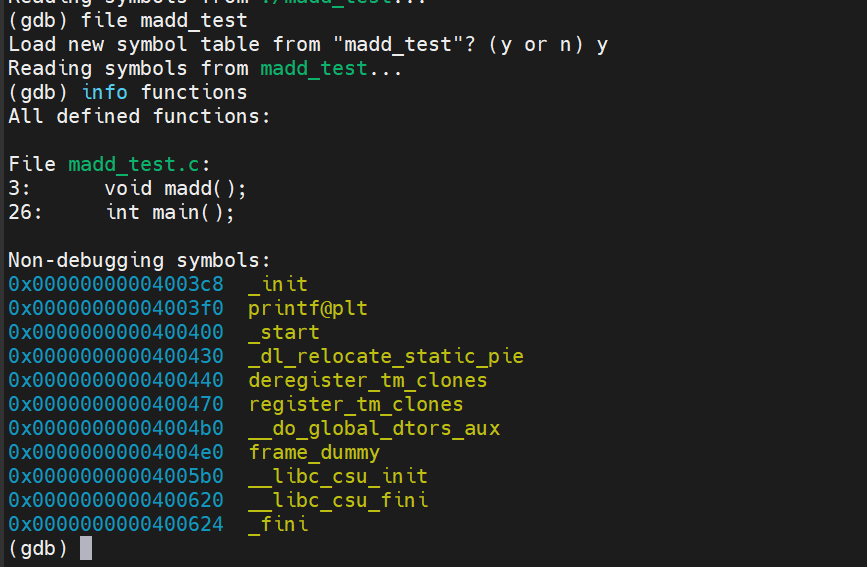 Reading symbols from ./madd_test...
(gdb) file madd_test
Load new symbol table from "madd_test"? (y or n) y
Reading symbols from madd_test...
(gdb) info functions
All defined functions:
File madd_test.c:
3:      void madd();
26:     int main();
Non-debugging symbols:
0x00000000004003c8  _init
0x00000000004003f0  printf@plt
0x0000000000400400  _start
0x0000000000400430  _dl_relocate_static_pie
0x0000000000400440  deregister_tm_clones
0x0000000000400470  register_tm_clones
0x00000000004004b0  __do_global_dtors_aux
0x00000000004004e0  frame_dummy
0x00000000004005b0  __libc_csu_init
0x0000000000400620  __libc_csu_fini
0x0000000000400624  _fini
(gdb)